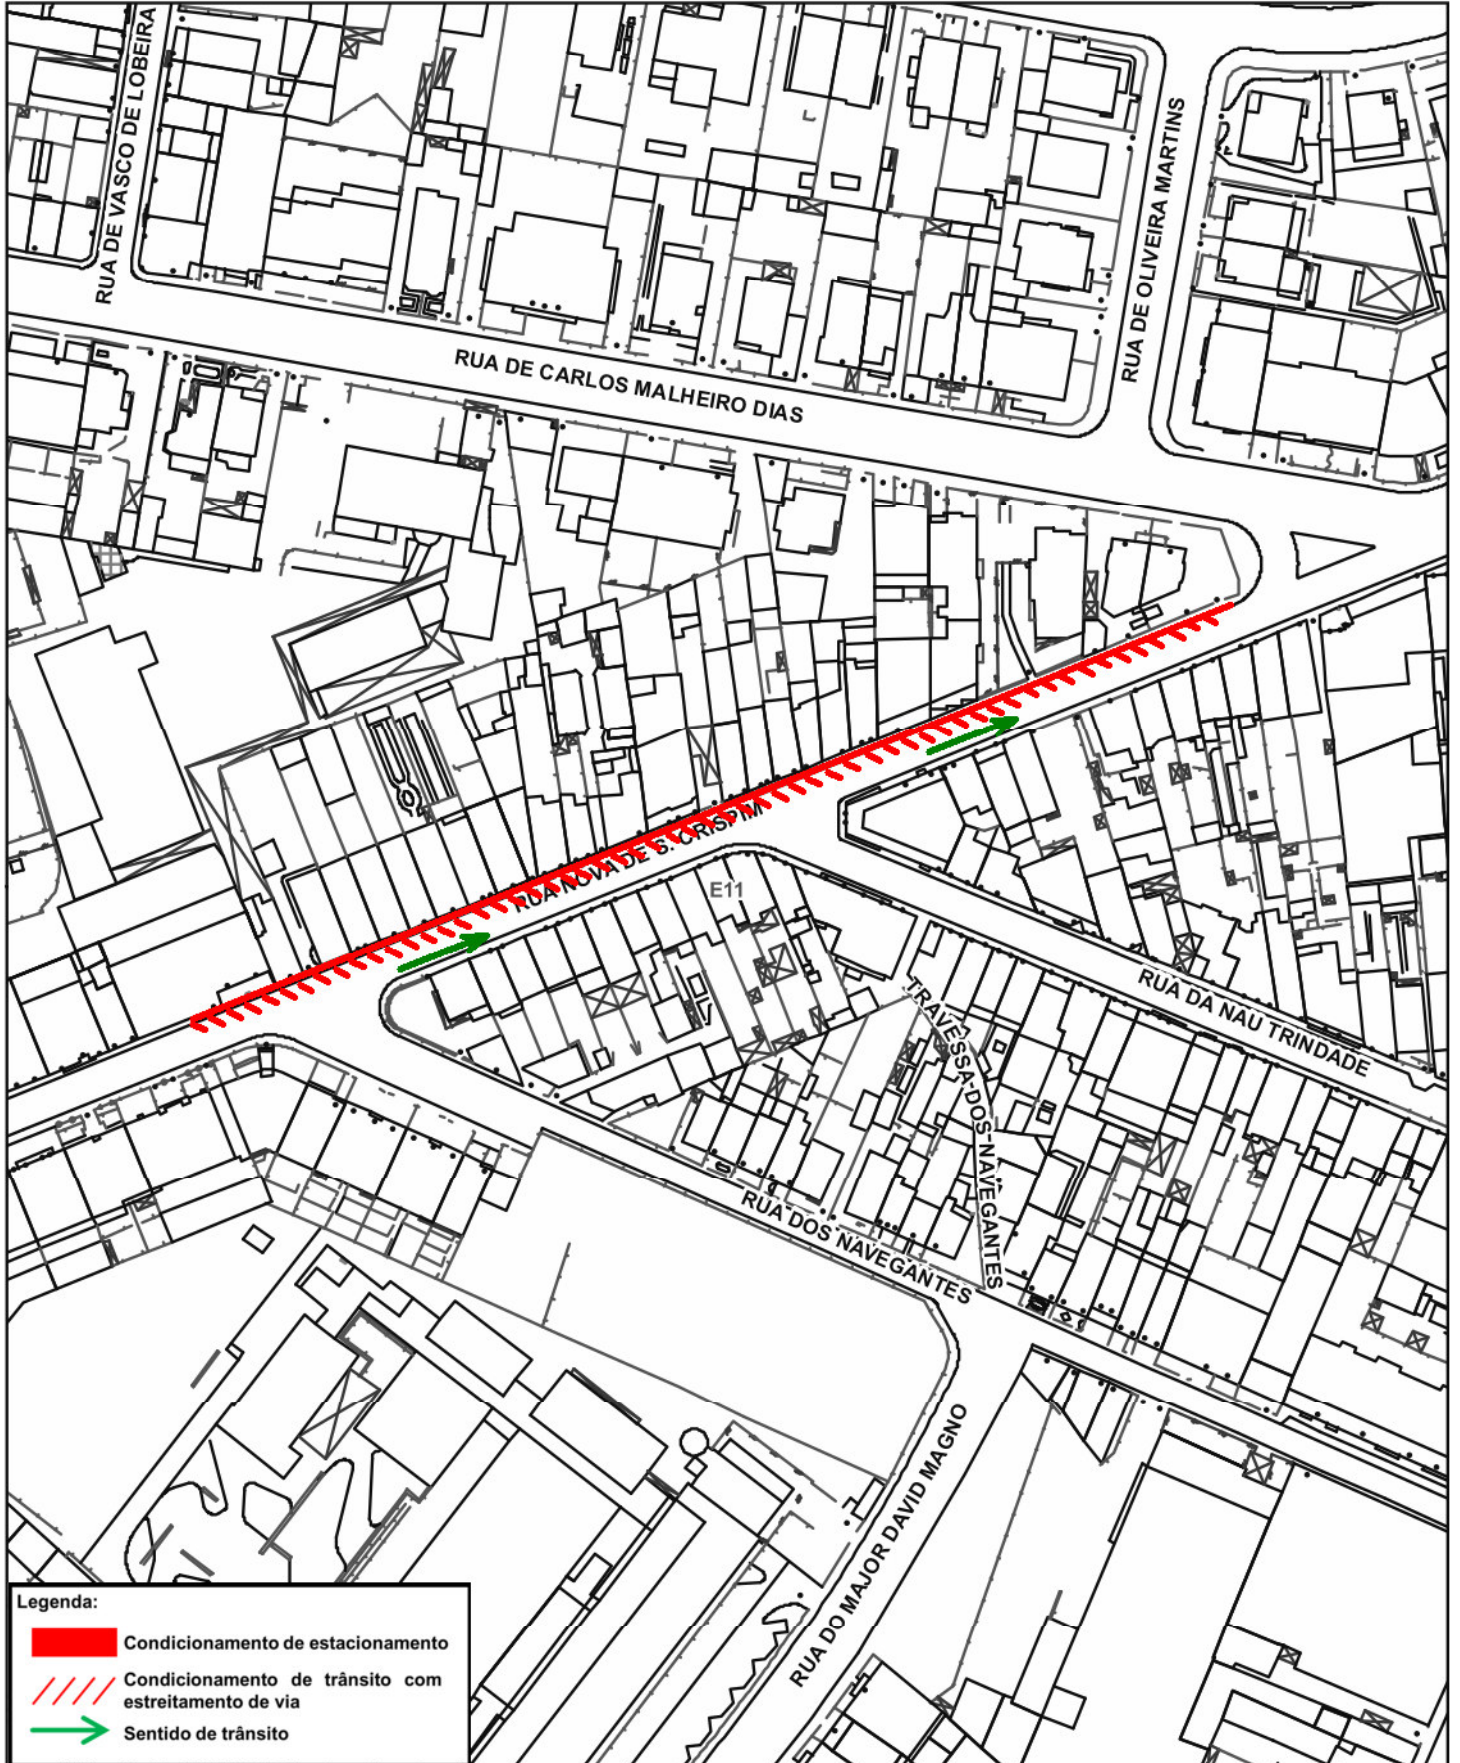 RUA DE VASCO DE LOBEIRA
RUA DE OLIVEIRA MARTINS
RUA DE CARLOS MALHEIRO DIAS
RUA NOVA DE S. CRISPIM
E11
RUA DA NAU TRINDADE
TRAVESSA DOS NAVEGANTES
RUA DOS NAVEGANTES
RUA DO MAJOR DAVID MAGNO
Legenda:
Condicionamento de estacionamento
Condicionamento de trânsito com
estreitamento de via
Sentido de trânsito